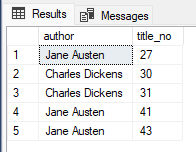 Results Messages
author title_no
1 Jane Austen 27
2 Charles Dickens 30
3 Charles Dickens 31
4 Jane Austen 41
5 Jane Austen 43